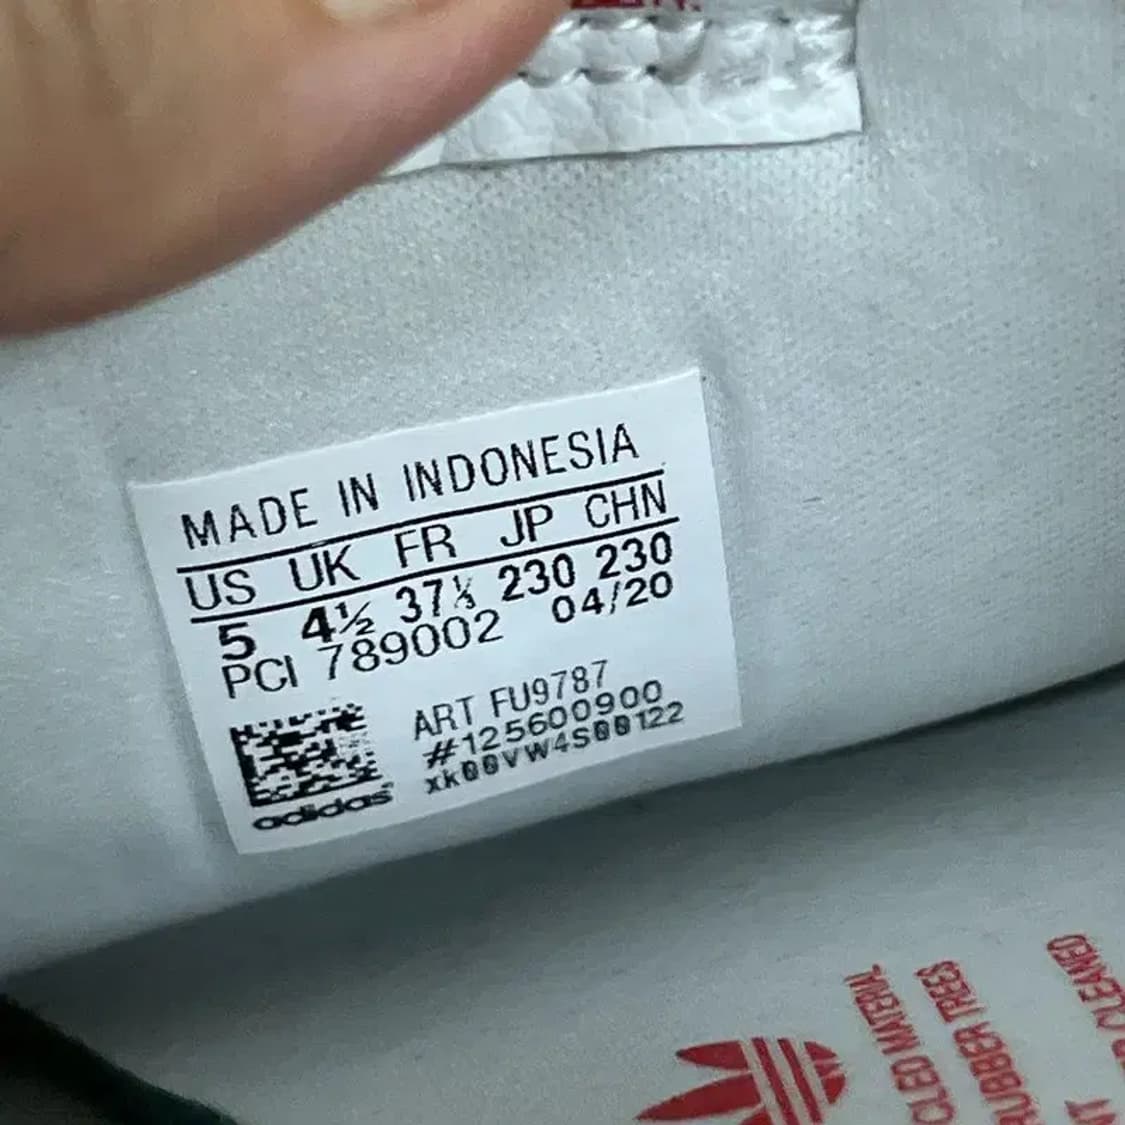 MADE IN INDONESIA
US UK FR JP CHN
5 4½ 37⅓ 230 230
PCI 789002 04/20
ART FU9787
#125600900
xk00VW4S00122
adidas
CLED MATERIAL
RUBBER TREES
CLEANED